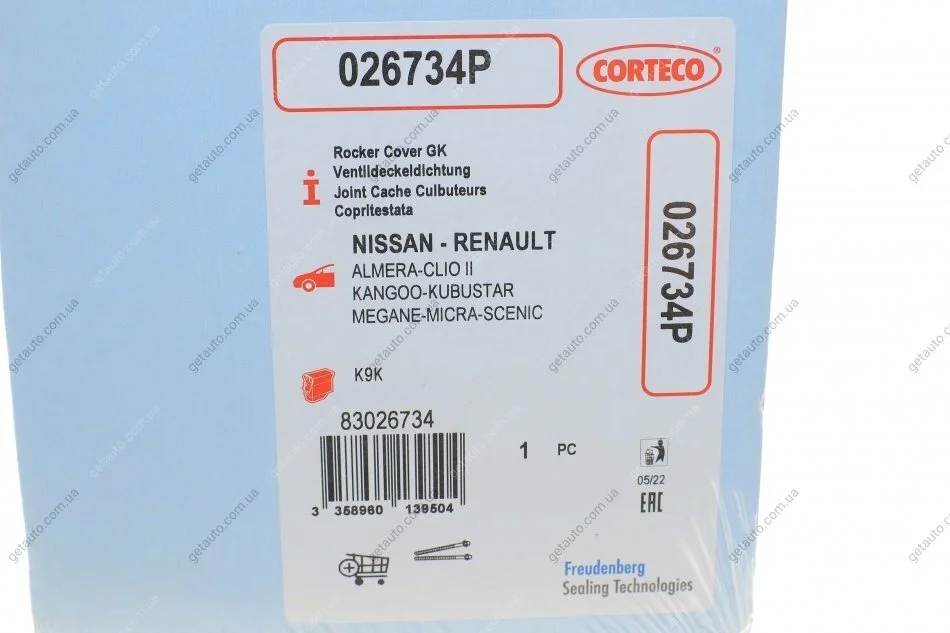 026734P
CORTECO®
Rocker Cover GK
Ventildeckeldichtung
Joint Cache Culbuteurs
Copritestata
NISSAN - RENAULT
ALMERA-CLIO II
KANGOO-KUBUSTAR
MEGANE-MICRA-SCENIC
026734P
K9K
83026734
1 PC
3 358960 139504
05/22
EAC
Freudenberg
Sealing Technologies
getauto.com.ua